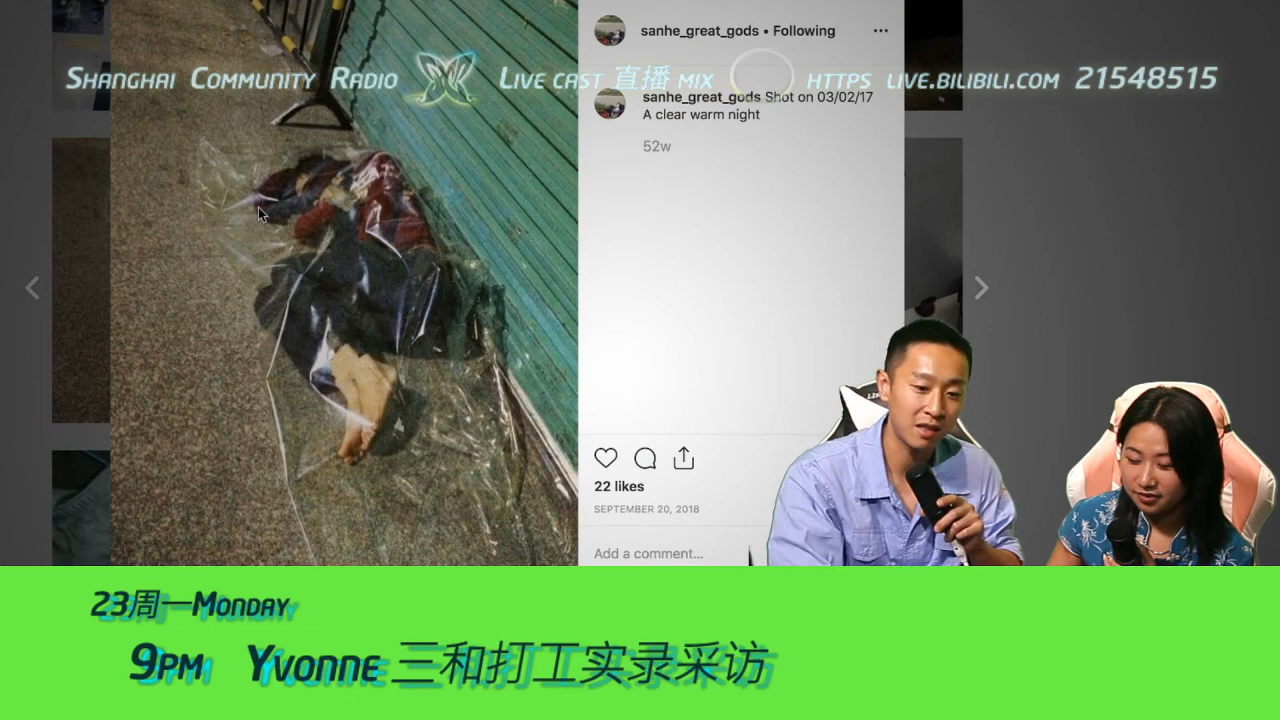 sanhe_great_gods • Following
SHANGHAI COMMUNITY RADIO LIVE CAST 直播 MIX HTTPS LIVE.BILIBILI.COM 21548515
sanhe_great_gods Shot on 03/02/17
A clear warm night
52w
22 likes
SEPTEMBER 20, 2018
Add a comment...
23周一MONDAY
9PM YVONNE 三和打工实录采访